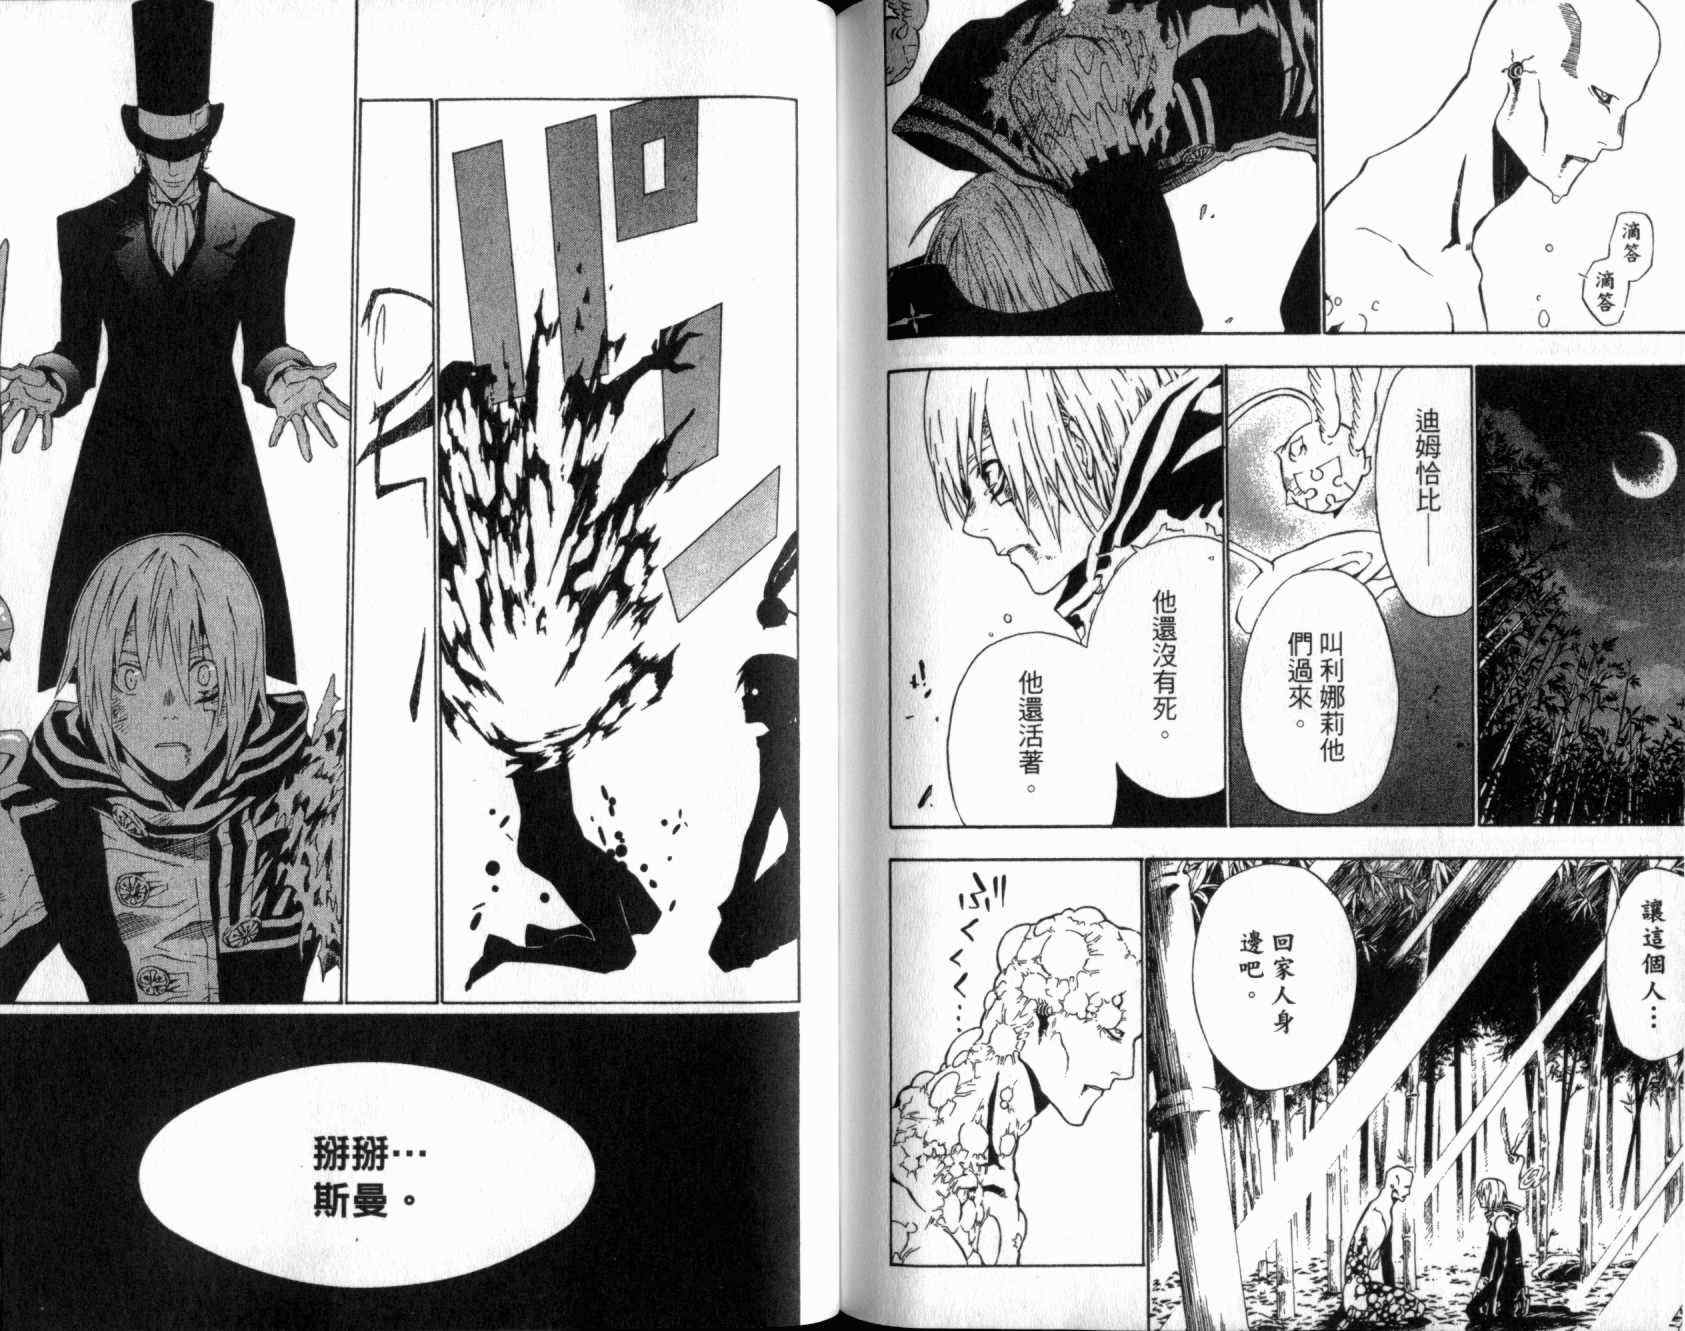 滴答
滴答
迪姆恰比——
叫利娜莉他
們過來。
他還沒有死。
他還活著。
讓這個人…
回家人身
邊吧。
ぶ
くくく…
パン
掰掰…
斯曼。